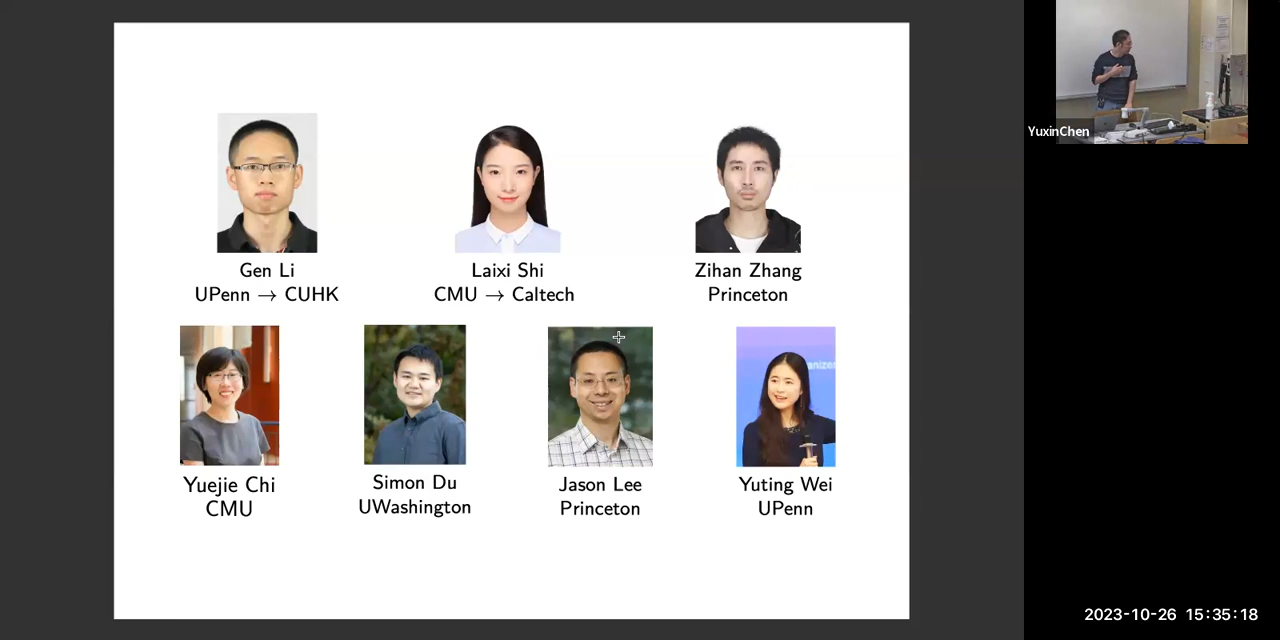 Gen Li
UPenn → CUHK
Laixi Shi
CMU → Caltech
Zihan Zhang
Princeton
Yuejie Chi
CMU
Simon Du
UWashington
Jason Lee
Princeton
Yuting Wei
UPenn
YuxinChen
2023-10-26 15:35:18